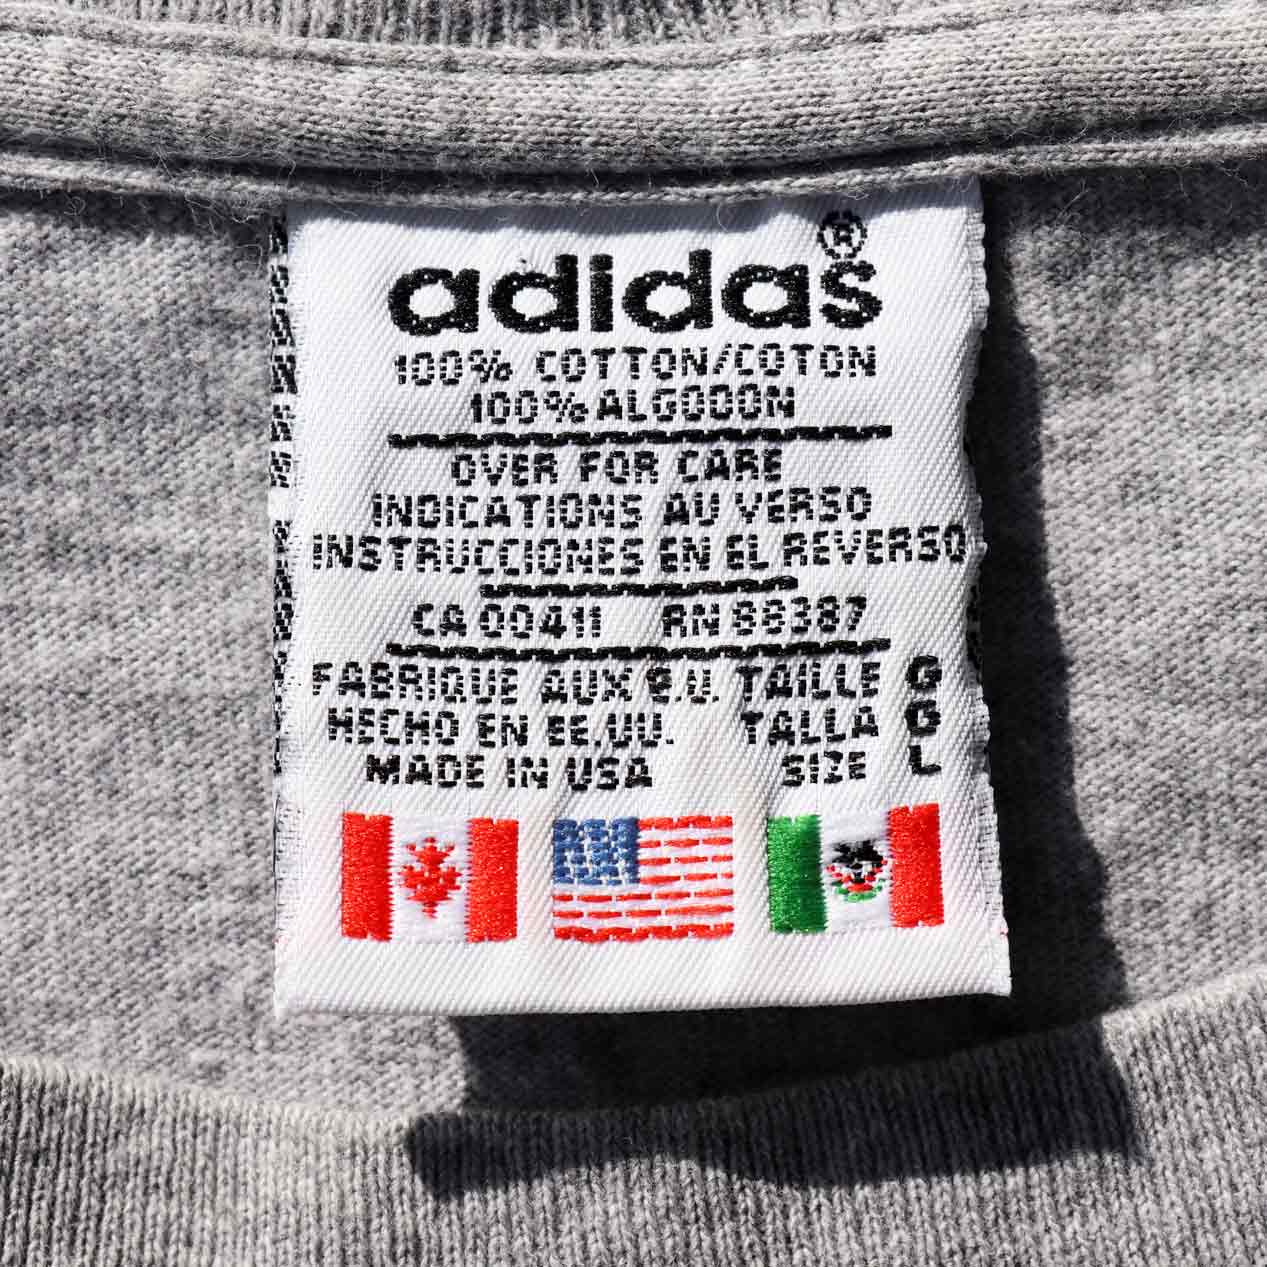 adidas®
100% COTTON/COTON
100% ALGODON
OVER FOR CARE
INDICATIONS AU VERSO
INSTRUCCIONES EN EL REVERSO
CA 00411 RN 88387
FABRIQUE AUX E.U. TAILLE G
HECHO EN EE.UU. TALLA G
MADE IN USA SIZE L